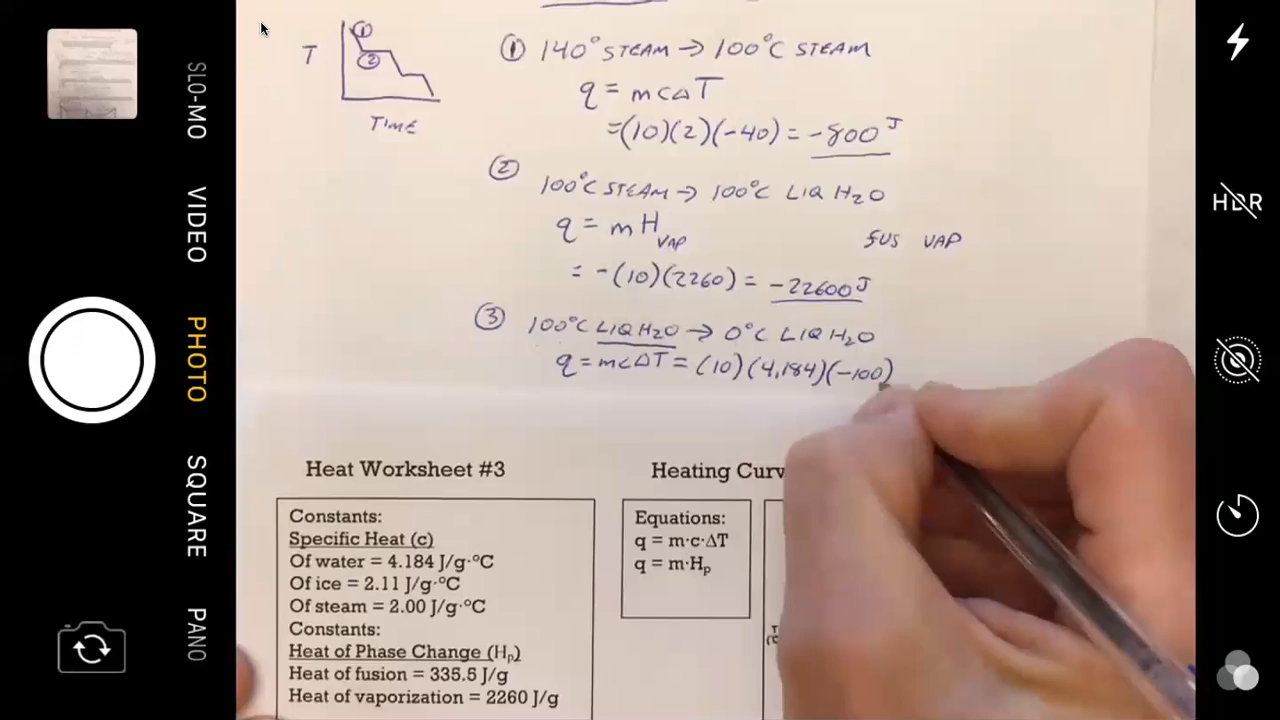 SLO-MO
VIDEO
PHOTO
SQUARE
PANO
HDR
T
①
②
TIME
① 140° STEAM → 100°C STEAM
q = mcΔT
=(10)(2)(-40) = -800 J
②
100°C STEAM → 100°C LIQ H₂O
q = mH VAP
fUS VAP
= -(10)(2260) = -22600 J
③ 100°C LIQ H₂O → 0°C LIQ H₂O
q = mcΔT = (10)(4.184)(-100)
Heat Worksheet #3
Constants:
Specific Heat (c)
Of water = 4.184 J/g·°C
Of ice = 2.11 J/g·°C
Of steam = 2.00 J/g·°C
Constants:
Heat of Phase Change (Hₚ)
Heat of fusion = 335.5 J/g
Heat of vaporization = 2260 J/g
Heating Curv
Equations:
q = m·c·ΔT
q = m·Hₚ